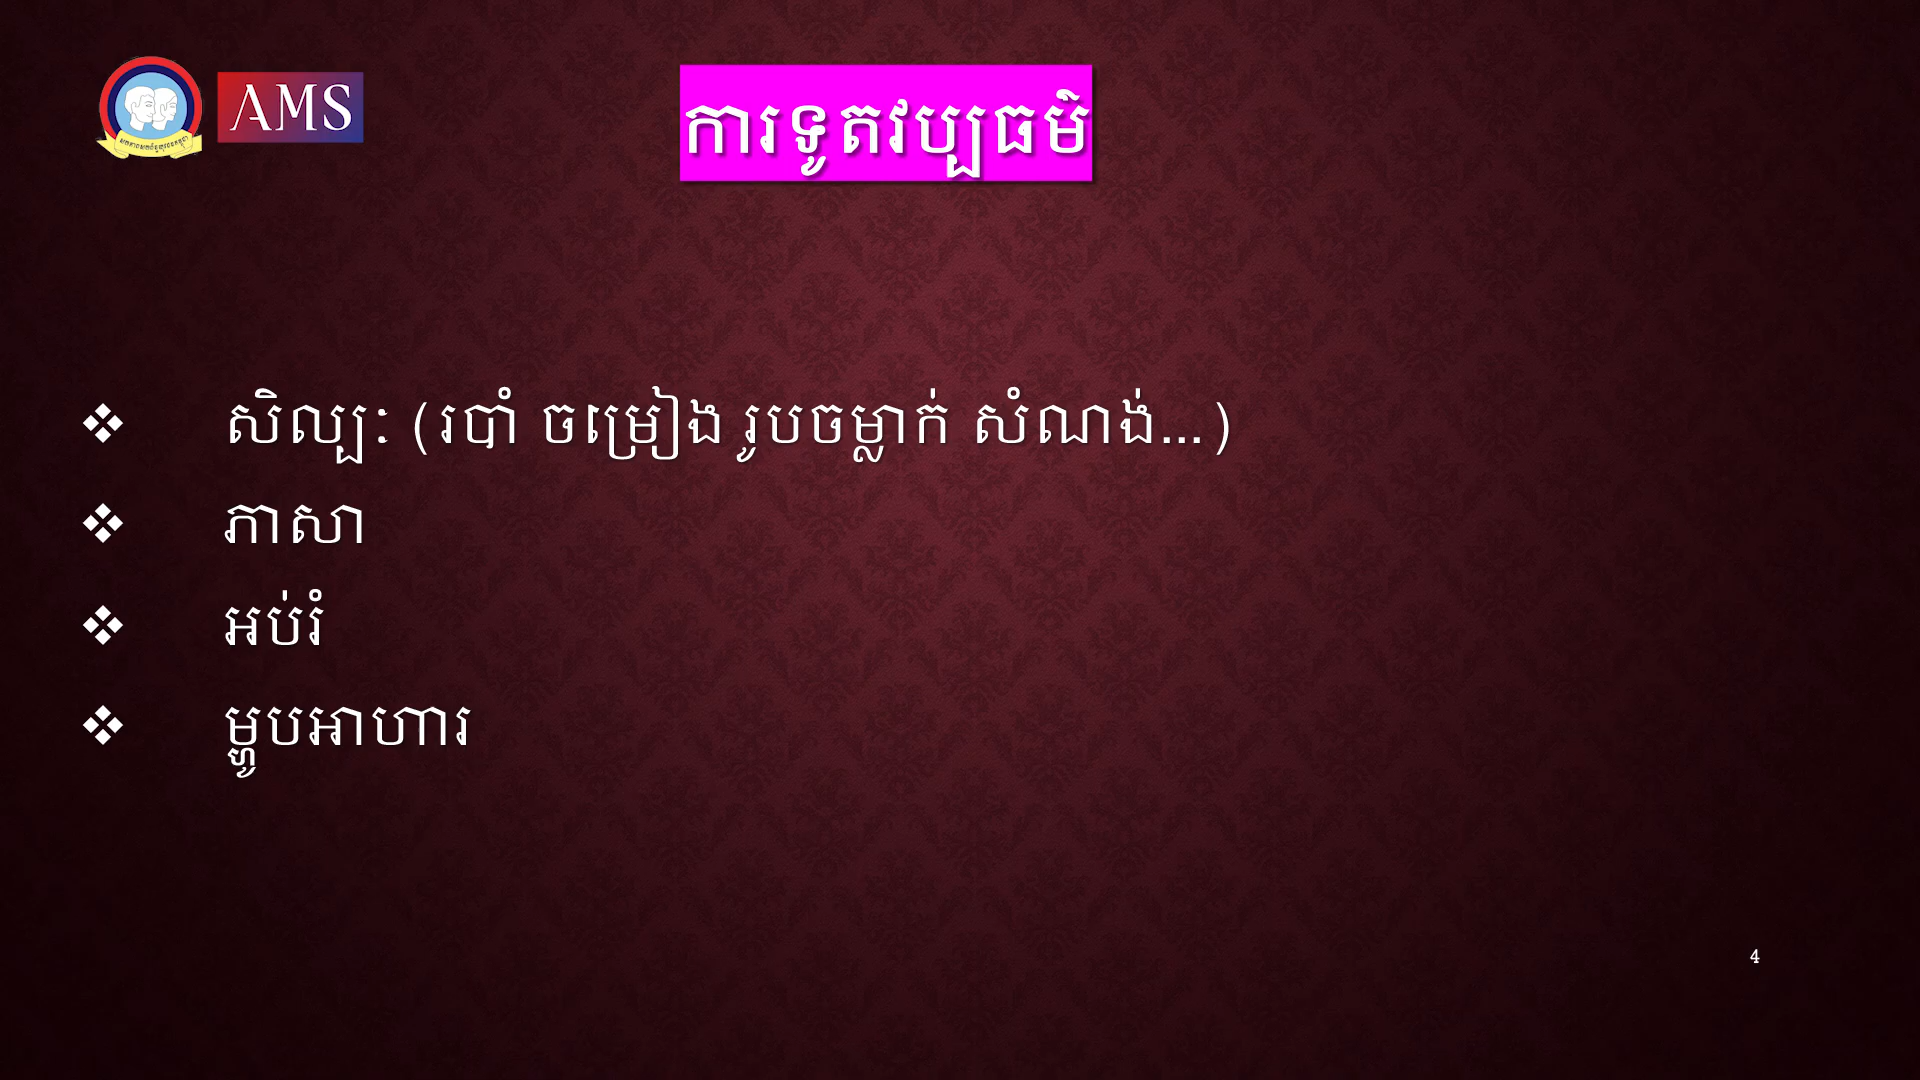 AMS
ការទូតវប្បធម៌
❖ សិល្បៈ (របាំ ចម្រៀង រូបចម្លាក់ សំណង់...)
❖ ភាសា
❖ អប់រំ
❖ ម្ហូបអាហារ
4